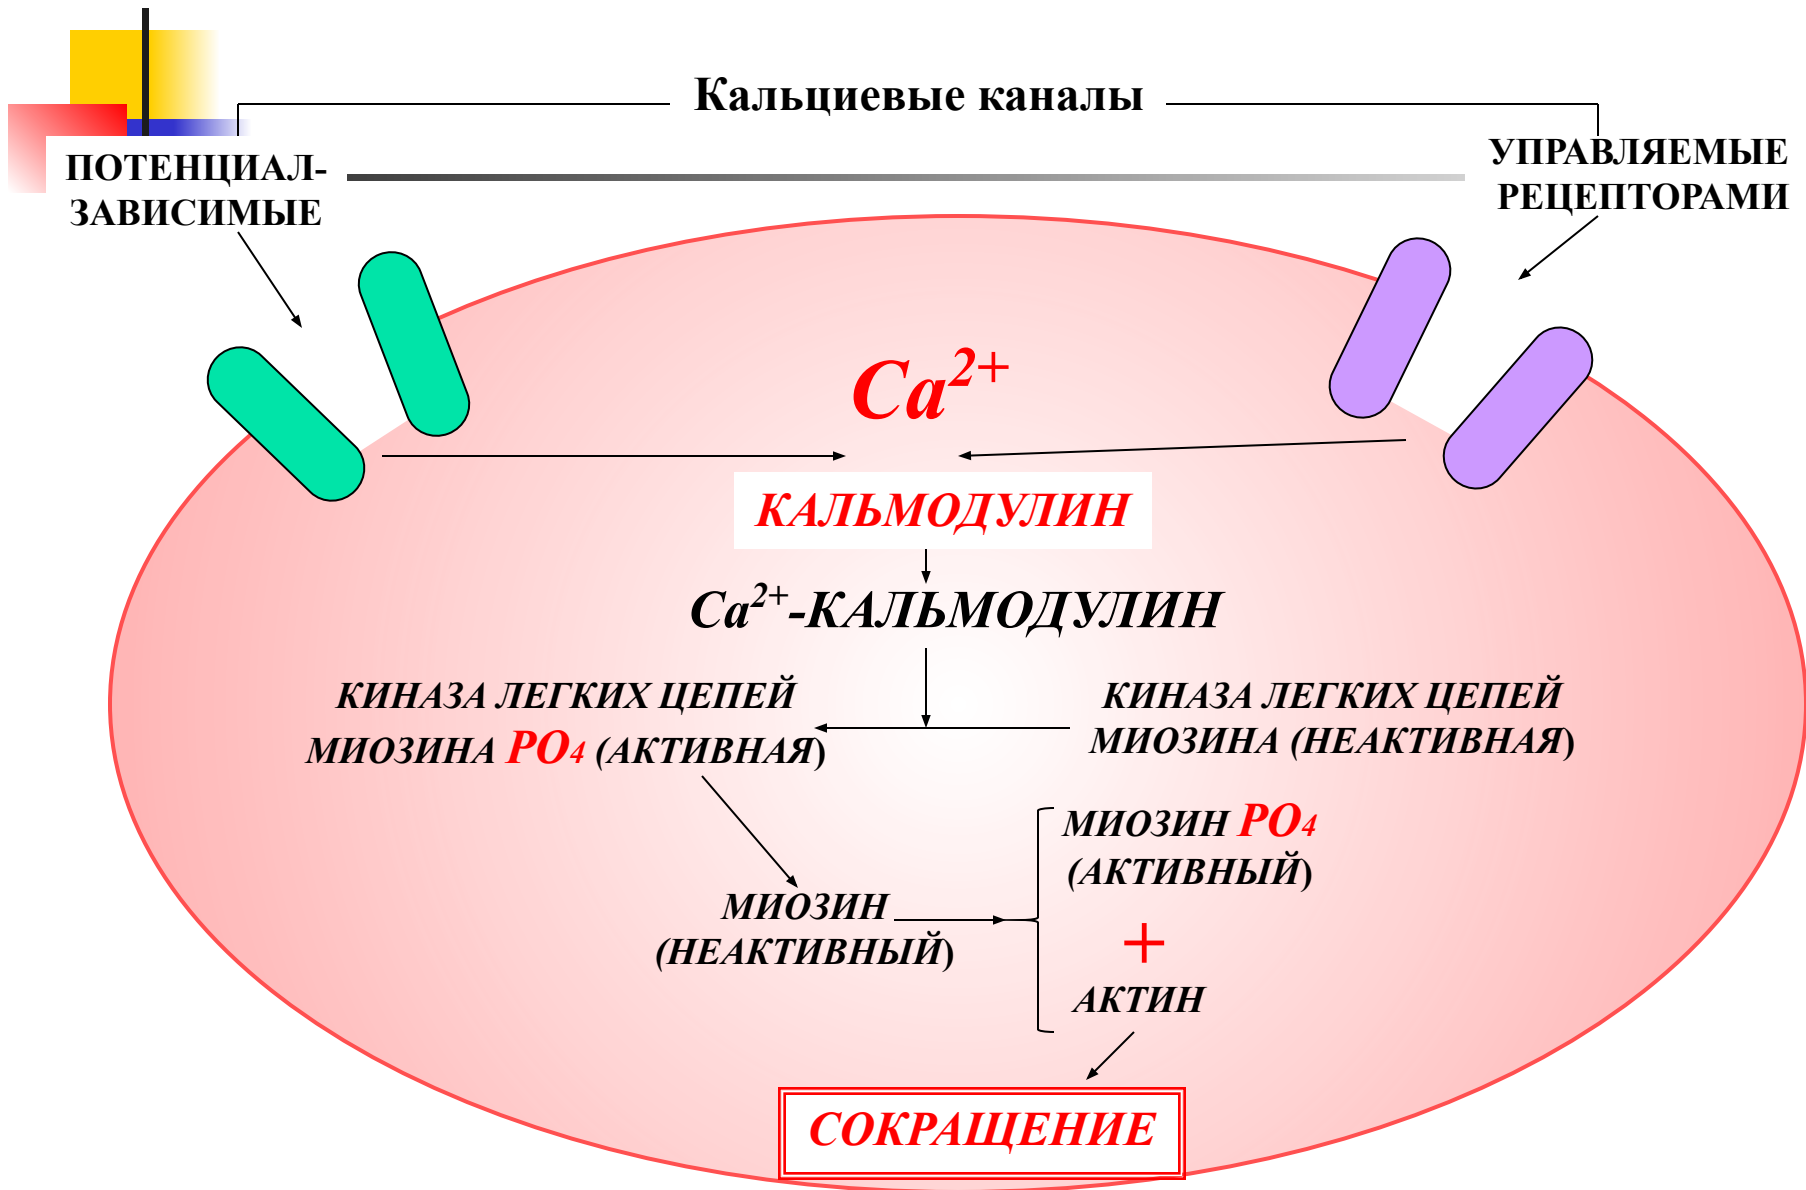 Кальциевые каналы
ПОТЕНЦИАЛ-
ЗАВИСИМЫЕ
УПРАВЛЯЕМЫЕ
РЕЦЕПТОРАМИ
Ca²⁺
КАЛЬМОДУЛИН
Ca²⁺-КАЛЬМОДУЛИН
КИНАЗА ЛЕГКИХ ЦЕПЕЙ
МИОЗИНА PO₄ (АКТИВНАЯ)
КИНАЗА ЛЕГКИХ ЦЕПЕЙ
МИОЗИНА (НЕАКТИВНАЯ)
МИОЗИН
(НЕАКТИВНЫЙ)
МИОЗИН PO₄
(АКТИВНЫЙ)
+
АКТИН
СОКРАЩЕНИЕ